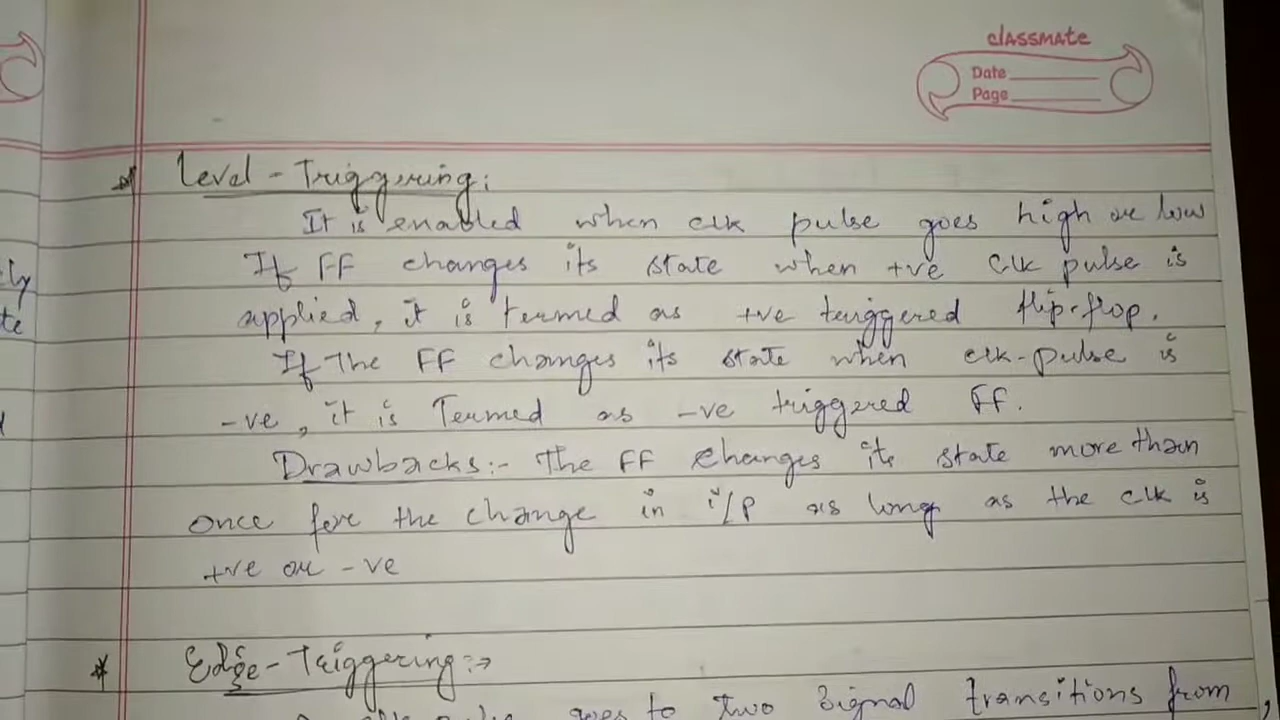 classmate
Date
Page
ly
te
Level - Triggering:
It is enabled when clk pulse goes high or low
If FF changes its state when +ve clk pulse is
applied, it is termed as +ve triggered flip-flop.
If The FF changes its state when clk-pulse is
-ve, it is Termed as -ve triggered FF.
Drawbacks:- The FF changes its state more than
once for the change in i/p as long as the clk is
+ve or -ve
* Edge-Triggering:→
goes to two signal transitions from